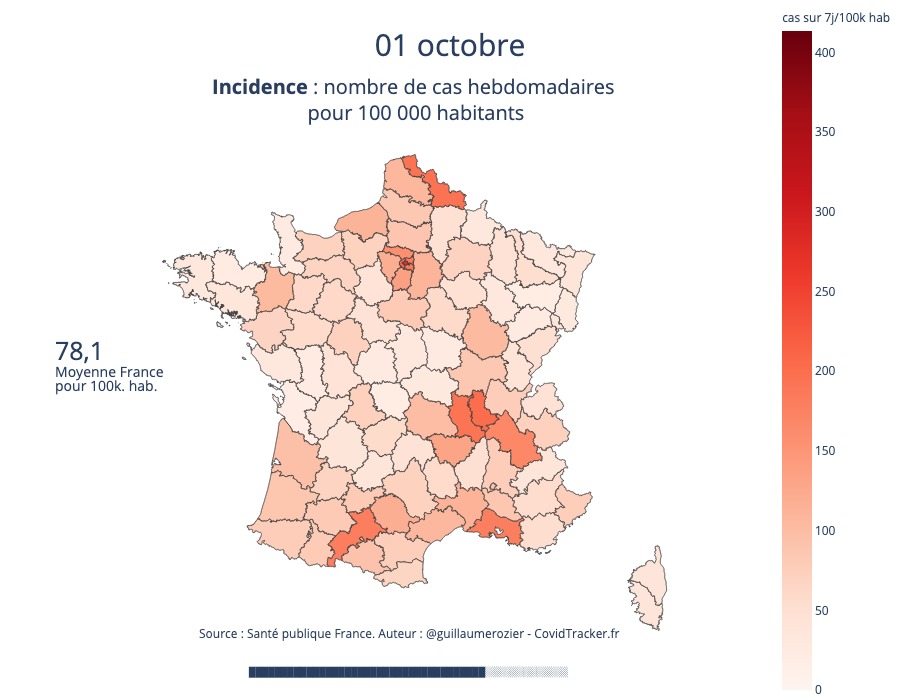 cas sur 7j/100k hab
01 octobre
Incidence : nombre de cas hebdomadaires
pour 100 000 habitants
400
350
300
250
200
150
100
50
0
78,1
Moyenne France
pour 100k. hab.
Source : Santé publique France. Auteur : @guillaumerozier - CovidTracker.fr